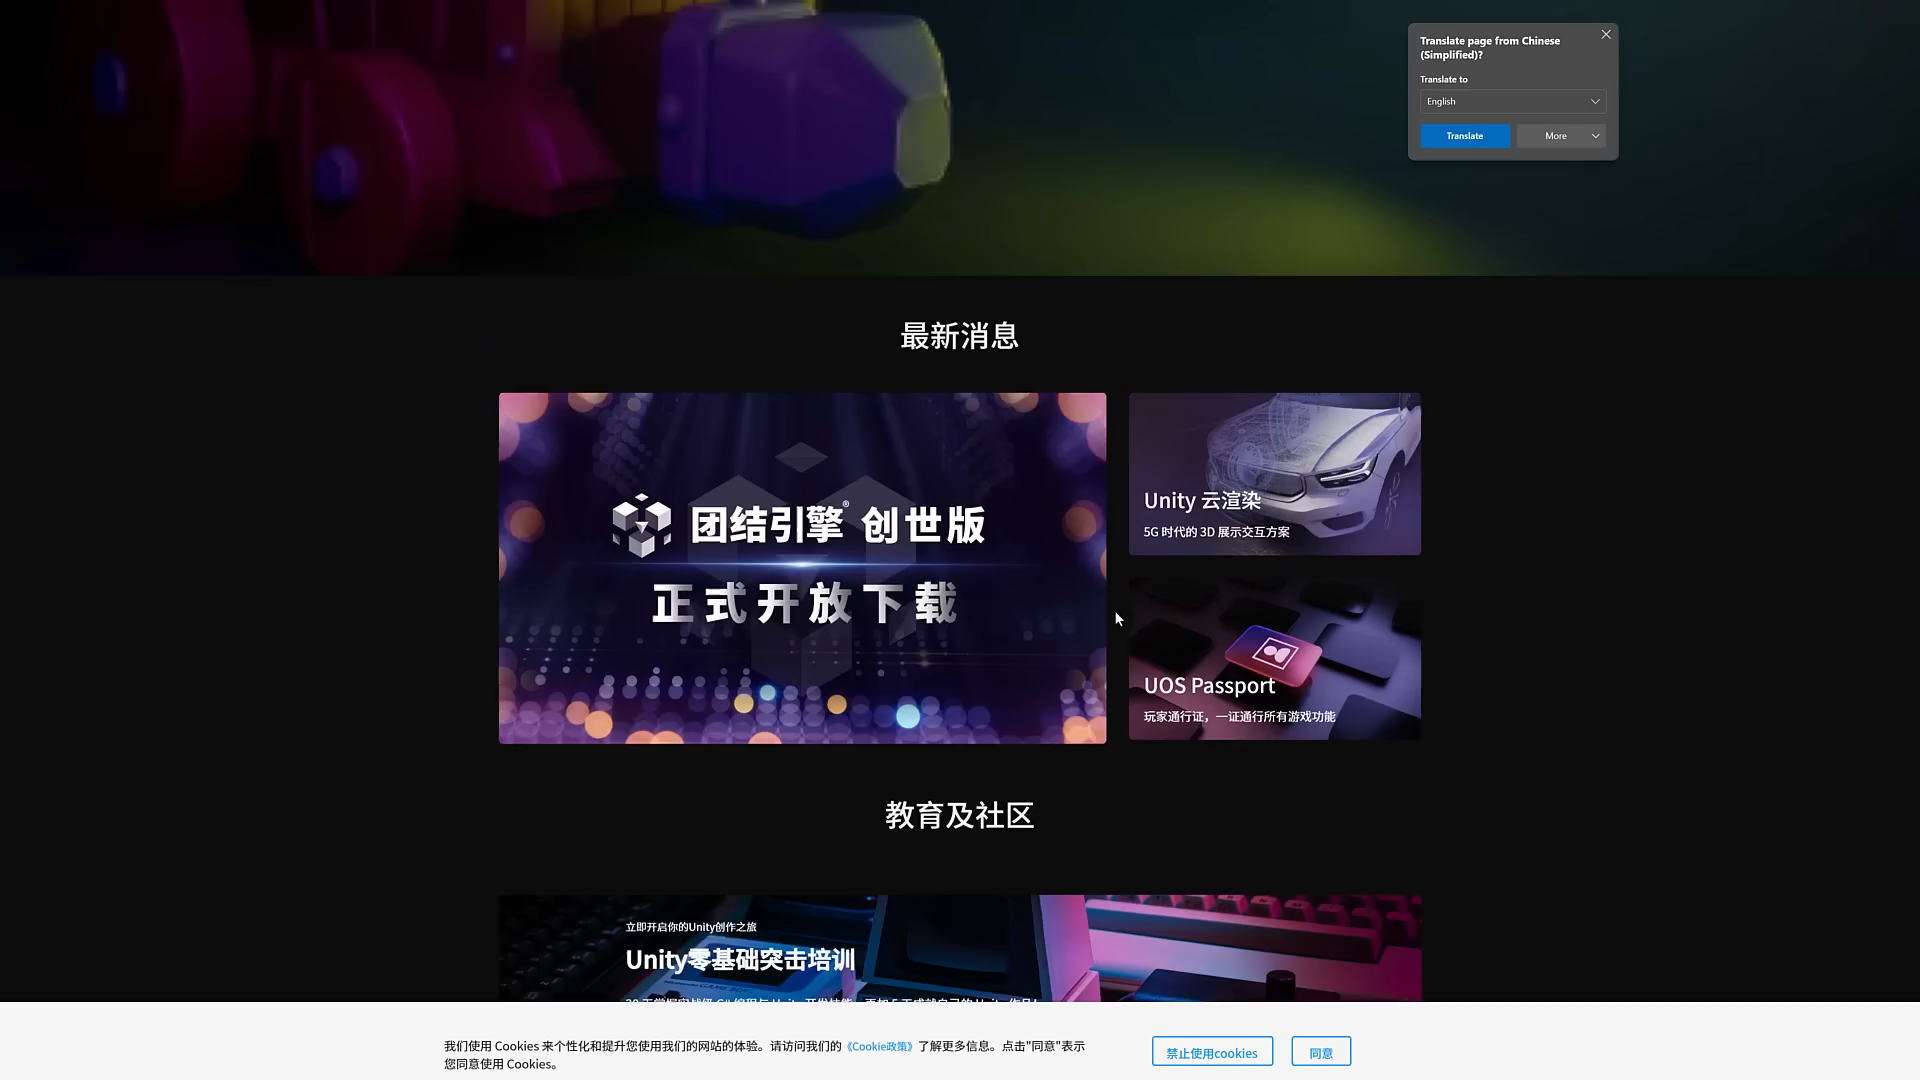 Translate page from Chinese
(Simplified)?
Translate to
English
Translate
More
最新消息
团结引擎® 创世版
正式开放下载
Unity 云渲染
5G 时代的 3D 展示交互方案
UOS Passport
玩家通行证，一证通行所有游戏功能
教育及社区
立即开启你的Unity创作之旅
Unity零基础突击培训
我们使用 Cookies 来个性化和提升您使用我们的网站的体验。请访问我们的《Cookie政策》了解更多信息。点击"同意"表示
您同意使用 Cookies。
禁止使用cookies
同意